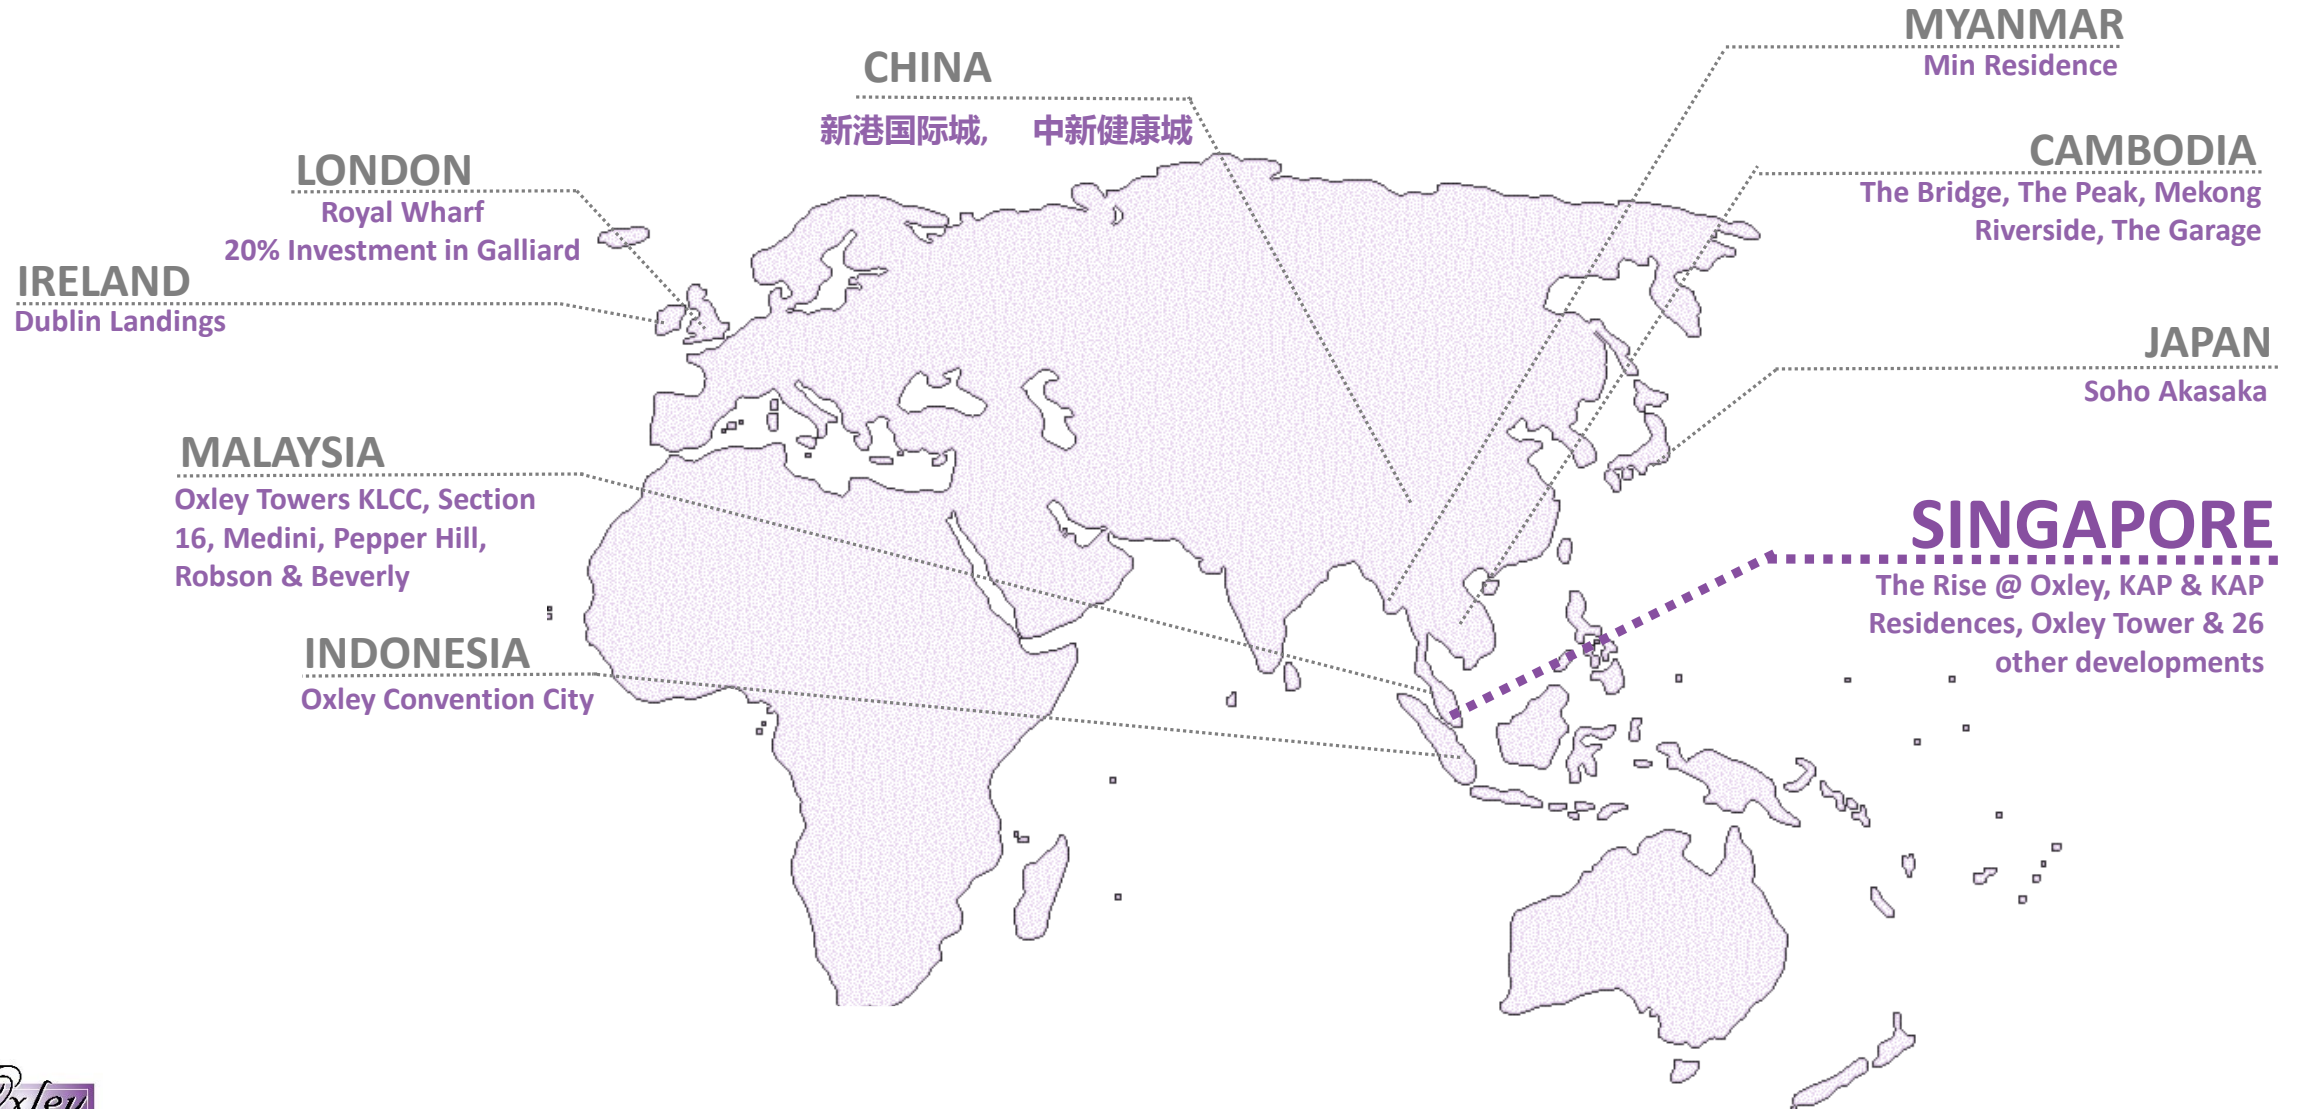 MYANMAR
Min Residence
CHINA
新港国际城, 中新健康城
CAMBODIA
The Bridge, The Peak, Mekong
Riverside, The Garage
LONDON
Royal Wharf
20% Investment in Galliard
IRELAND
Dublin Landings
JAPAN
Soho Akasaka
MALAYSIA
Oxley Towers KLCC, Section
16, Medini, Pepper Hill,
Robson & Beverly
SINGAPORE
The Rise @ Oxley, KAP & KAP
Residences, Oxley Tower & 26
other developments
INDONESIA
Oxley Convention City
Oxley